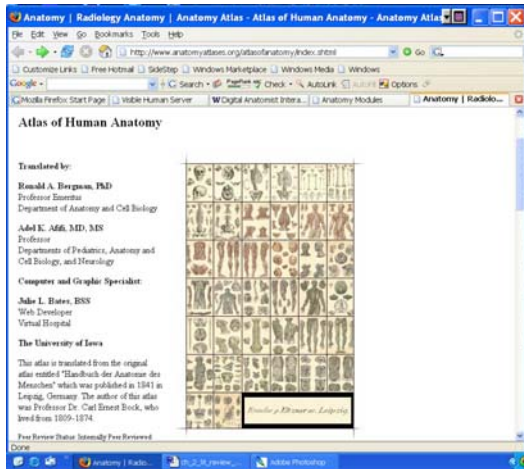 Anatomy | Radiology Anatomy | Anatomy Atlas - Atlas of Human Anatomy - Anatomy Atlas
File Edit View Go Bookmarks Tools Help
http://www.anatomyatlases.org/atlasofanatomy/index.shtml Go
Customize Links Free Hotmail SideStep Windows Marketplace Windows Media Windows
Google Search PageRank Check AutoLink Options
Mozilla Firefox Start Page Visible Human Server Digital Anatomist Intera... Anatomy Modules Anatomy | Radiolo...
Atlas of Human Anatomy
Translated by:
Ronald A. Bergman, PhD
Professor Emeritus
Department of Anatomy and Cell Biology
Adel K. Afifi, MD, MS
Professor
Departments of Pediatrics, Anatomy and
Cell Biology, and Neurology
Computer and Graphic Specialist:
Julie L. Bates, BSS
Web Developer
Virtual Hospital
The University of Iowa
This atlas is translated from the original
atlas entitled "Handbuch der Anatomie des
Menschen" which was published in 1841 in
Leipzig, Germany. The author of this atlas
was Professor Dr. Carl Ernest Bock, who
lived from 1809-1874.
Peer Review Status: Internally Peer Reviewed
Done
Anatomy | Radio... ch_2_lit_review_... Adobe Photoshop